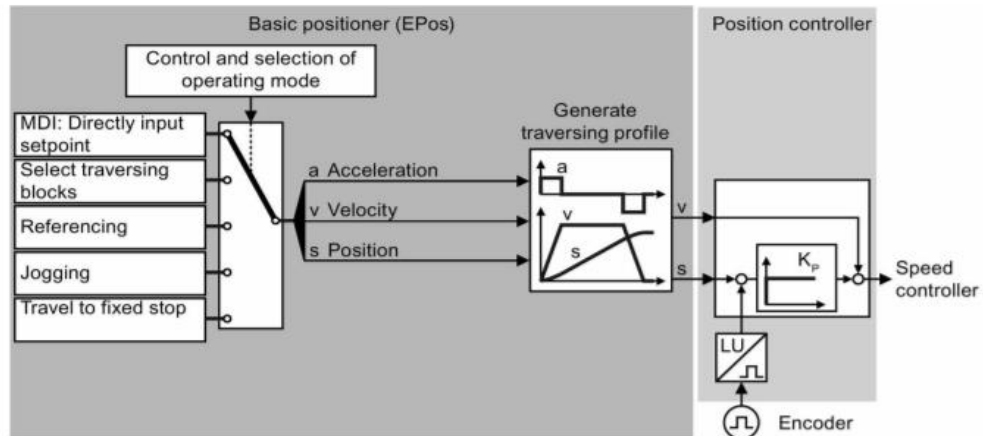 Basic positioner (EPos)
Position controller
Control and selection of
operating mode
MDI: Directly input
setpoint
Select traversing
blocks
Referencing
Jogging
Travel to fixed stop
a Acceleration
v Velocity
s Position
Generate
traversing profile
a
v
s
v
s
KP
Speed
controller
LU
Encoder